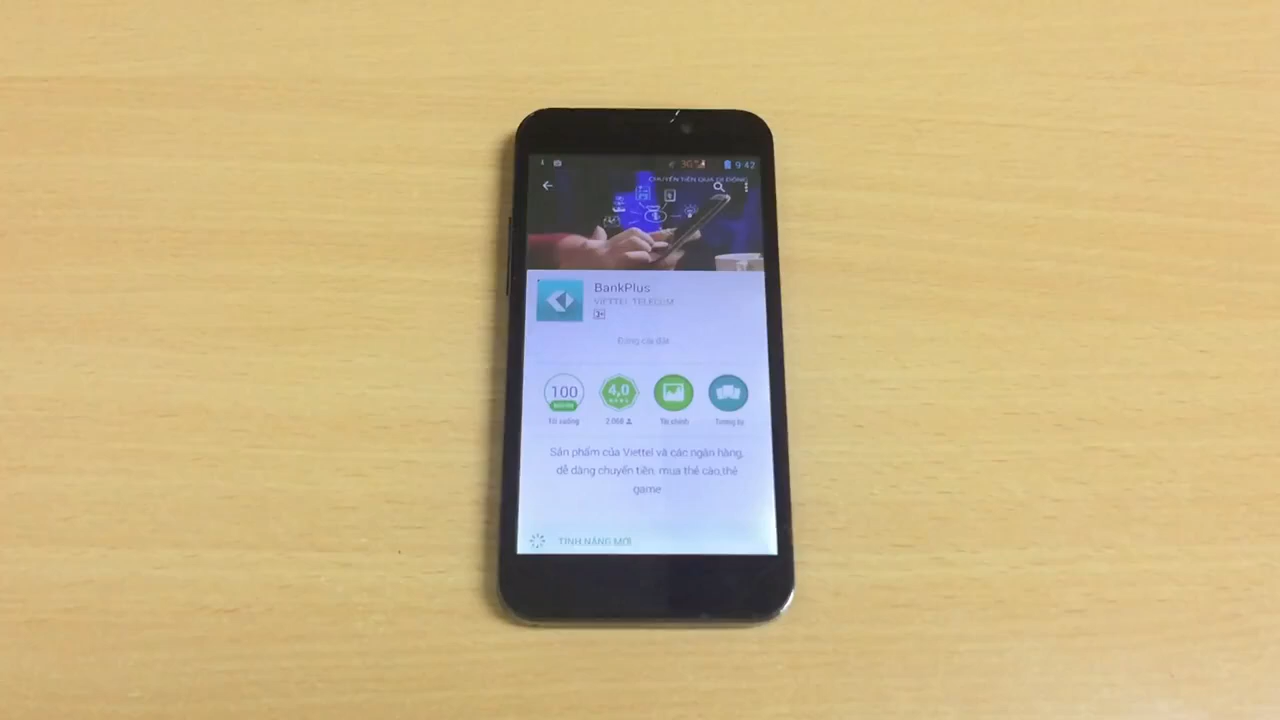 3G 9:42
CHUYỂN TIỀN QUA DI ĐỘNG
BankPlus
VIETTEL TELECOM
3+
Đang cài đặt
100
4,0
Tải xuống
2.068
Tài chính
Tương tự
Sản phẩm của Viettel và các ngân hàng,
dễ dàng chuyển tiền, mua thẻ cào,thẻ
game
TÍNH NĂNG MỚI